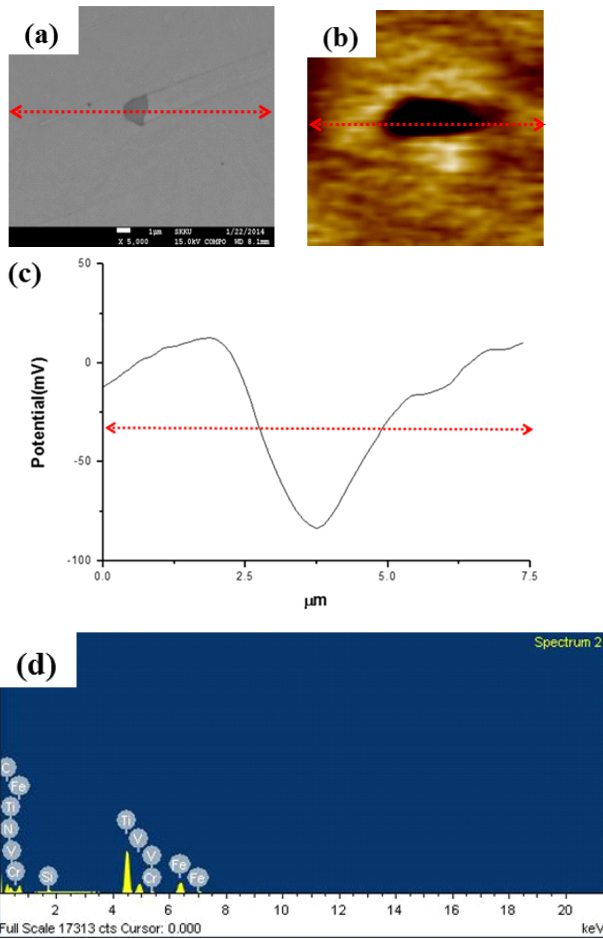 (a)
(b)
1μm SKKU 1/22/2014
X 5,000 15.0kV COMPO WD 8.1mm
(c)
50
0
-50
-100
Potential(mV)
0.0 2.5 5.0 7.5
μm
(d)
Spectrum 2
C
Fe
Ti
N
V
Cr
Si
Ti
V
V
Cr
Fe
Fe
2 4 6 8 10 12 14 16 18 20
Full Scale 17313 cts Cursor: 0.000 keV